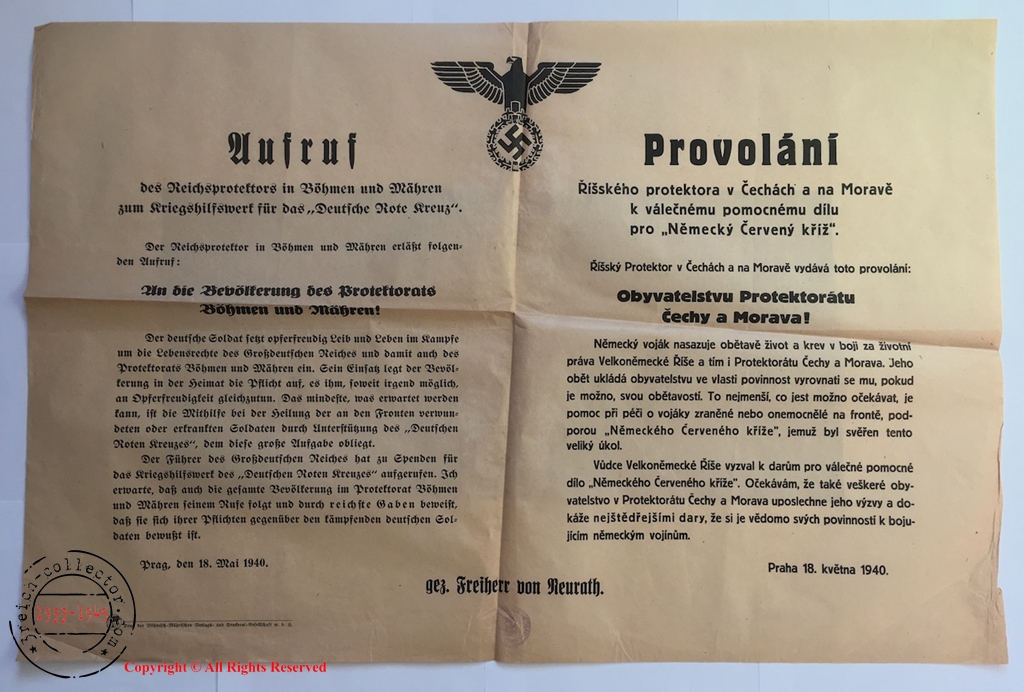 Aufruf
des Reichsprotektors in Böhmen und Mähren
zum Kriegshilfswerk für das „Deutsche Rote Kreuz“.
Der Reichsprotektor in Böhmen und Mähren erläßt folgen-
den Aufruf:
An die Bevölkerung des Protektorats
Böhmen und Mähren!
Der deutsche Soldat setzt opferfreudig Leib und Leben im Kampfe
um die Lebensrechte des Großdeutschen Reiches und damit auch des
Protektorats Böhmen und Mähren ein. Sein Einsatz legt der Bevöl-
kerung in der Heimat die Pflicht auf, es ihm, soweit irgend möglich,
an Opferfreudigkeit gleichzutun. Das mindeste, was erwartet werden
kann, ist die Mithilfe bei der Heilung der an den Fronten verwun-
deten oder erkrankten Soldaten durch Unterstützung des „Deutschen
Roten Kreuzes“, dem diese große Aufgabe obliegt.
Der Führer des Großdeutschen Reiches hat zu Spenden für
das Kriegshilfswerk des „Deutschen Roten Kreuzes“ aufgerufen. Ich
erwarte, daß auch die gesamte Bevölkerung im Protektorat Böhmen
und Mähren seinem Rufe folgt und durch reichste Gaben beweist,
daß sie sich ihrer Pflichten gegenüber den kämpfenden deutschen Sol-
daten bewußt ist.
Prag, den 18. Mai 1940.
Provolání
Říšského protektora v Čechách a na Moravě
k válečnému pomocnému dílu
pro „Německý Červený kříž“.
Říšský Protektor v Čechách a na Moravě vydává toto provolání:
Obyvatelstvu Protektorátu
Čechy a Morava!
Německý voják nasazuje obětavě život a krev v boji za životní
práva Velkoněmecké Říše a tím i Protektorátu Čechy a Morava. Jeho
oběť ukládá obyvatelstvu ve vlasti povinnost vyrovnati se mu, pokud
je možno, svou obětavostí. To nejmenší, co jest možno očekávat, je
pomoc při péči o vojáky zraněné nebo onemocnělé na frontě, pod-
porou „Německého Červeného kříže“, jemuž byl svěřen tento
veliký úkol.
Vůdce Velkoněmecké Říše vyzval k darům pro válečné pomocné
dílo „Německého Červeného kříže“. Očekávám, že také veškeré oby-
vatelstvo v Protektorátu Čechy a Morava uposlechne jeho výzvy a do-
káže nejštědřejšími dary, že si je vědomo svých povinností k boju-
jícím německým vojínům.
Praha 18. května 1940.
gez. Freiherr von Neurath.
der Böhmisch-Mährischen Verlags- und Druckerei-Gesellschaft m. b. H.
3reich-collector.com
1933-1945
Copyright © All Rights Reserved